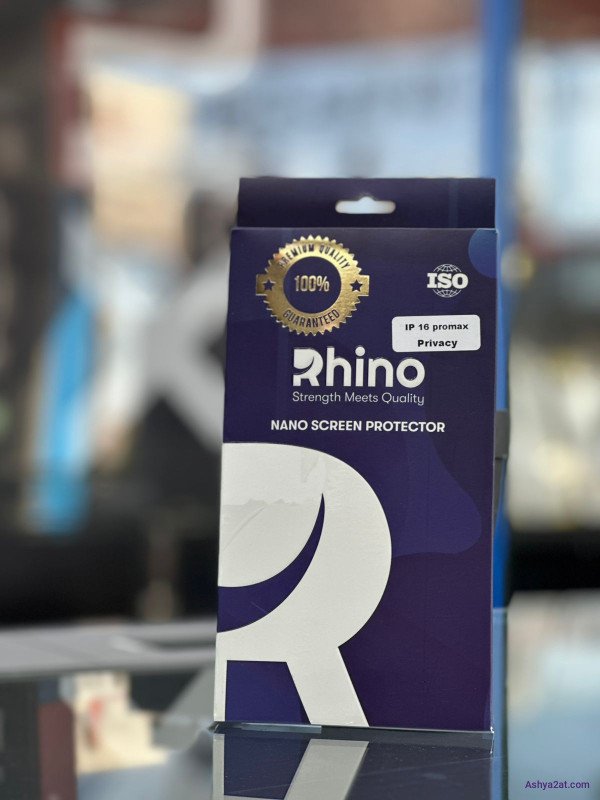 PREMIUM QUALITY
100%
GUARANTEED
ISO
IP 16 promax
Privacy
Rhino
Strength Meets Quality
NANO SCREEN PROTECTOR
Ashya2at.com